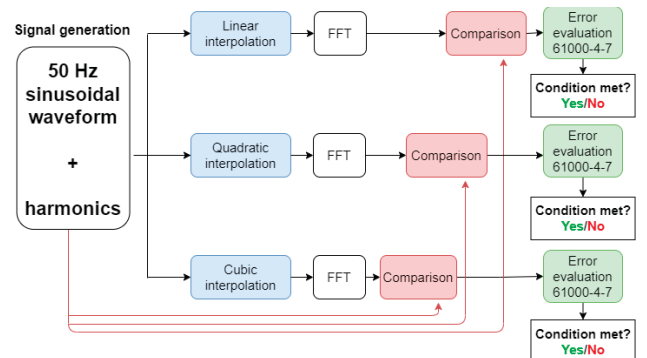 Signal generation
50 Hz
sinusoidal
waveform
+
harmonics
Linear
interpolation
FFT
Comparison
Error
evaluation
61000-4-7
Condition met?
Yes/No
Quadratic
interpolation
FFT
Comparison
Error
evaluation
61000-4-7
Condition met?
Yes/No
Cubic
interpolation
FFT
Comparison
Error
evaluation
61000-4-7
Condition met?
Yes/No